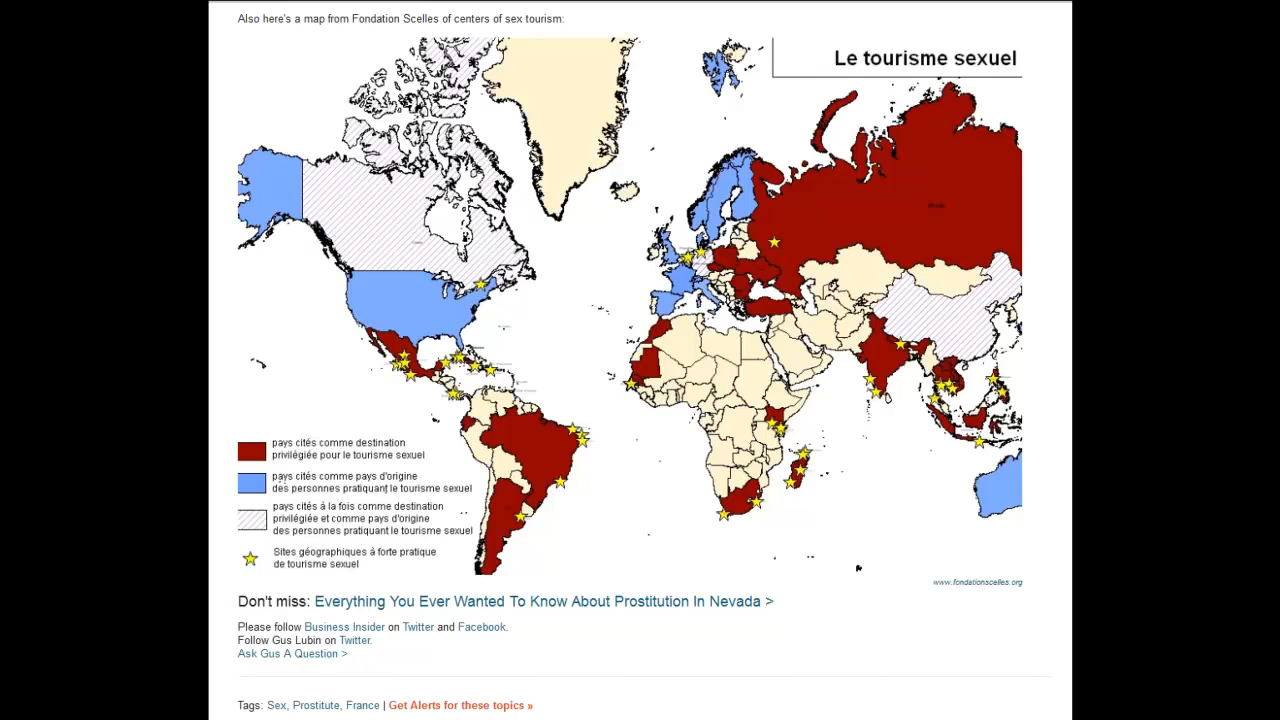 Also here's a map from Fondation Scelles of centers of sex tourism:
Le tourisme sexuel
pays cités comme destination
privilégiée pour le tourisme sexuel
pays cités comme pays d'origine
des personnes pratiquant le tourisme sexuel
pays cités à la fois comme destination
privilégiée et comme pays d'origine
des personnes pratiquant le tourisme sexuel
Sites géographiques à forte pratique
de tourisme sexuel
www.fondationscelles.org
Don't miss: Everything You Ever Wanted To Know About Prostitution In Nevada >
Please follow Business Insider on Twitter and Facebook.
Follow Gus Lubin on Twitter.
Ask Gus A Question >
Tags: Sex, Prostitute, France | Get Alerts for these topics »